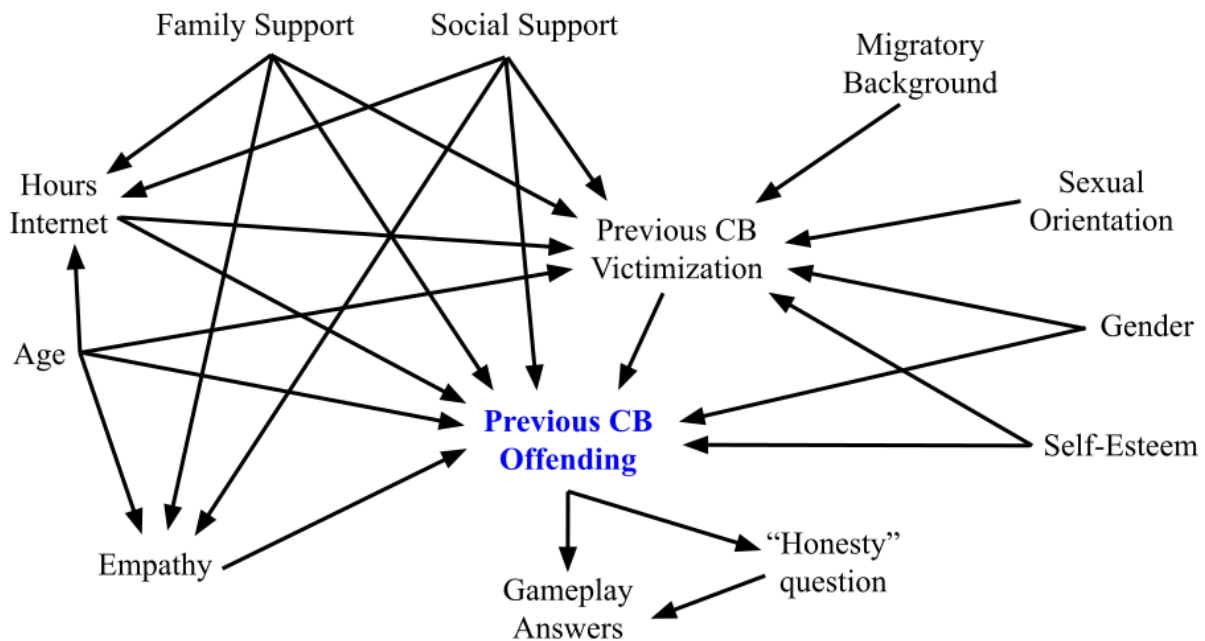 Family Support
Social Support
Migratory
Background
Hours
Internet
Sexual
Orientation
Previous CB
Victimization
Gender
Age
Previous CB
Offending
Self-Esteem
Empathy
“Honesty”
question
Gameplay
Answers